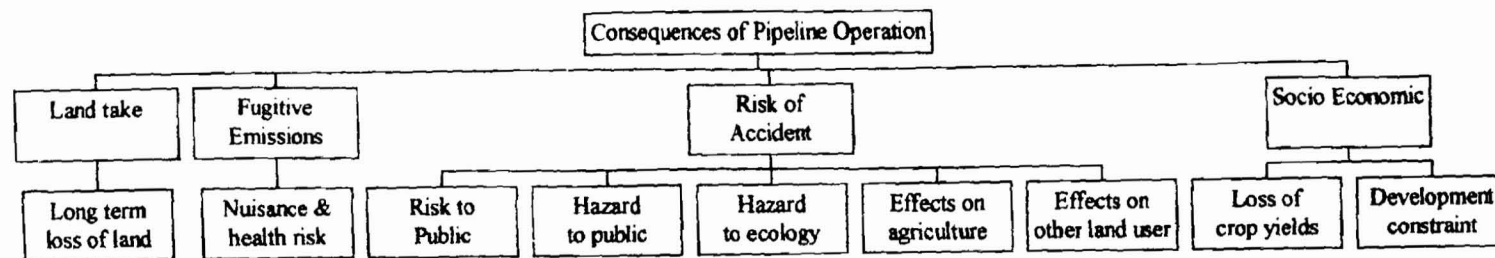 Consequences of Pipeline Operation
Land take
Fugitive
Emissions
Risk of
Accident
Socio Economic
Long term
loss of land
Nuisance &
health risk
Risk to
Public
Hazard
to public
Hazard
to ecology
Effects on
agriculture
Effects on
other land user
Loss of
crop yields
Development
constraint